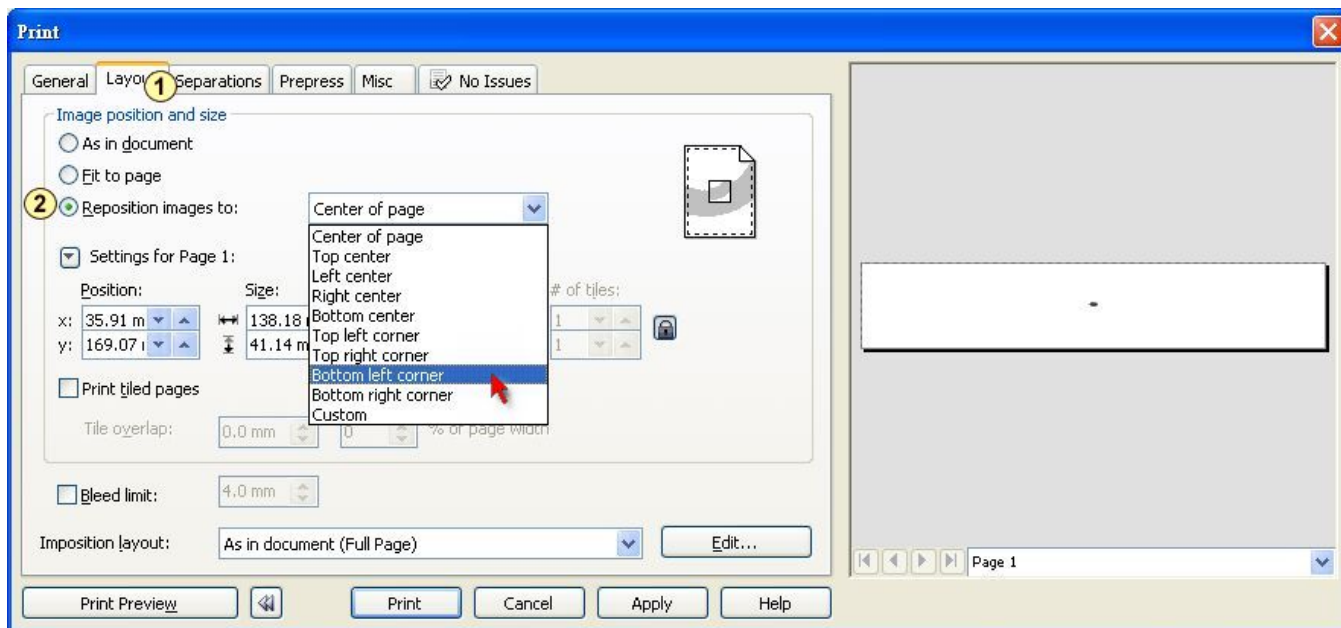 Print
General Layou 1 Separations Prepress Misc No Issues
Image position and size
As in document
Fit to page
2 Reposition images to: Center of page
Center of page
Top center
Left center
Right center
Bottom center
Top left corner
Top right corner
Bottom left corner
Bottom right corner
Custom
Settings for Page 1:
Position: Size: # of tiles:
x: 35.91 m 138.18 1
y: 169.07 41.14 m 1
Print tiled pages
Tile overlap: 0.0 mm 0 % of page width
Bleed limit: 4.0 mm
Imposition layout: As in document (Full Page) Edit...
Page 1
Print Preview Print Cancel Apply Help